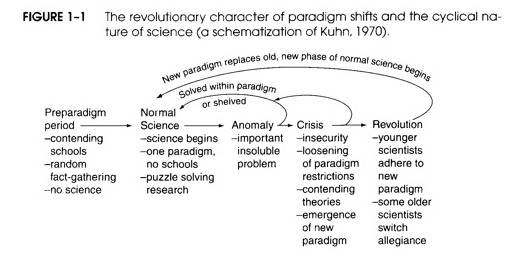 FIGURE 1-1 The revolutionary character of paradigm shifts and the cyclical na-
ture of science (a schematization of Kuhn, 1970).
New paradigm replaces old, new phase of normal science begins
Solved within paradigm
or shelved
Preparadigm
period
-contending
schools
-random
fact-gathering
--no science
Normal
Science
-science begins
-one paradigm,
no schools
-puzzle solving
research
Anomaly
-important
insoluble
problem
Crisis
-insecurity
-loosening
of paradigm
restrictions
-contending
theories
-emergence
of new
paradigm
Revolution
-younger
scientists
adhere to
new
paradigm
-some older
scientists
switch
allegiance